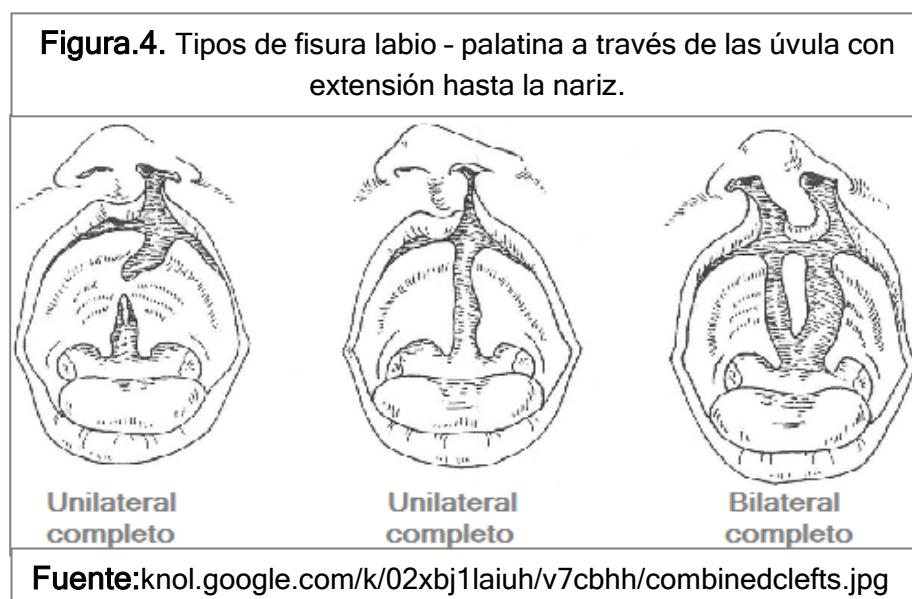 Figura.4. Tipos de fisura labio - palatina a través de las úvula con
extensión hasta la nariz.
Unilateral completo
Unilateral completo
Bilateral completo
Fuente:knol.google.com/k/02xbj1laiuh/v7cbhh/combinedclefts.jpg